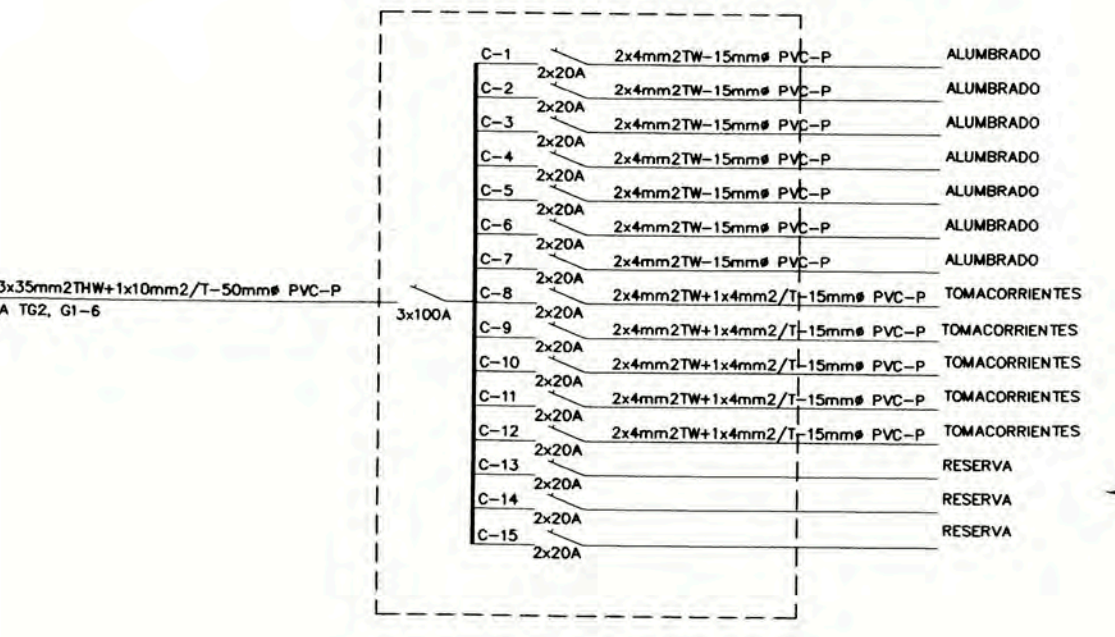 C-1 2x4mm2TW-15mmø PVC-P ALUMBRADO
2x20A
C-2 2x4mm2TW-15mmø PVC-P ALUMBRADO
2x20A
C-3 2x4mm2TW-15mmø PVC-P ALUMBRADO
2x20A
C-4 2x4mm2TW-15mmø PVC-P ALUMBRADO
2x20A
C-5 2x4mm2TW-15mmø PVC-P ALUMBRADO
2x20A
C-6 2x4mm2TW-15mmø PVC-P ALUMBRADO
2x20A
C-7 2x4mm2TW-15mmø PVC-P ALUMBRADO
2x20A
3x35mm2THW+1x10mm2/T-50mmø PVC-P
A TG2, G1-6
3x100A
C-8 2x4mm2TW+1x4mm2/T-15mmø PVC-P TOMACORRIENTES
2x20A
C-9 2x4mm2TW+1x4mm2/T-15mmø PVC-P TOMACORRIENTES
2x20A
C-10 2x4mm2TW+1x4mm2/T-15mmø PVC-P TOMACORRIENTES
2x20A
C-11 2x4mm2TW+1x4mm2/T-15mmø PVC-P TOMACORRIENTES
2x20A
C-12 2x4mm2TW+1x4mm2/T-15mmø PVC-P TOMACORRIENTES
2x20A
C-13 RESERVA
2x20A
C-14 RESERVA
2x20A
C-15 RESERVA
2x20A